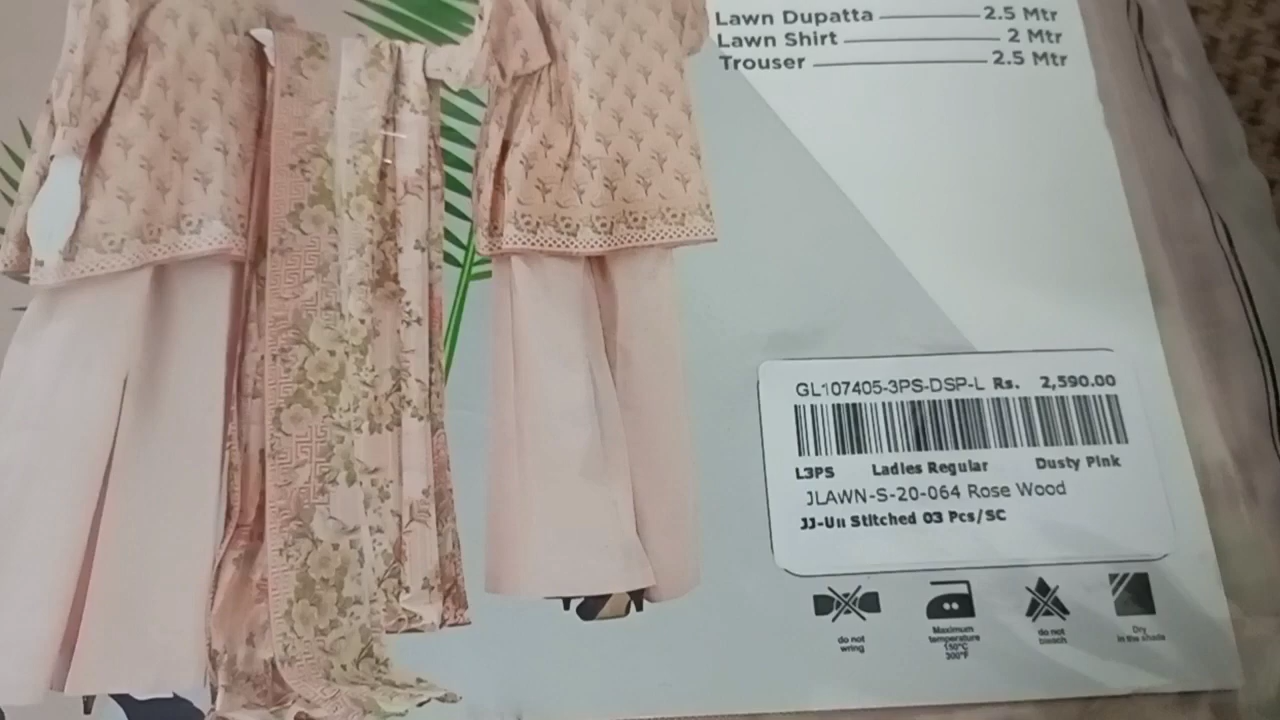 Lawn Dupatta 2.5 Mtr
Lawn Shirt 2 Mtr
Trouser 2.5 Mtr
GL107405-3PS-DSP-L Rs. 2,590.00
L3PS Ladies Regular Dusty Pink
JLAWN-S-20-064 Rose Wood
JJ-Un Stitched 03 Pcs/SC
do not
wring
Maximum
temperature
150°C
300°F
do not
bleach
Dry
in the shade